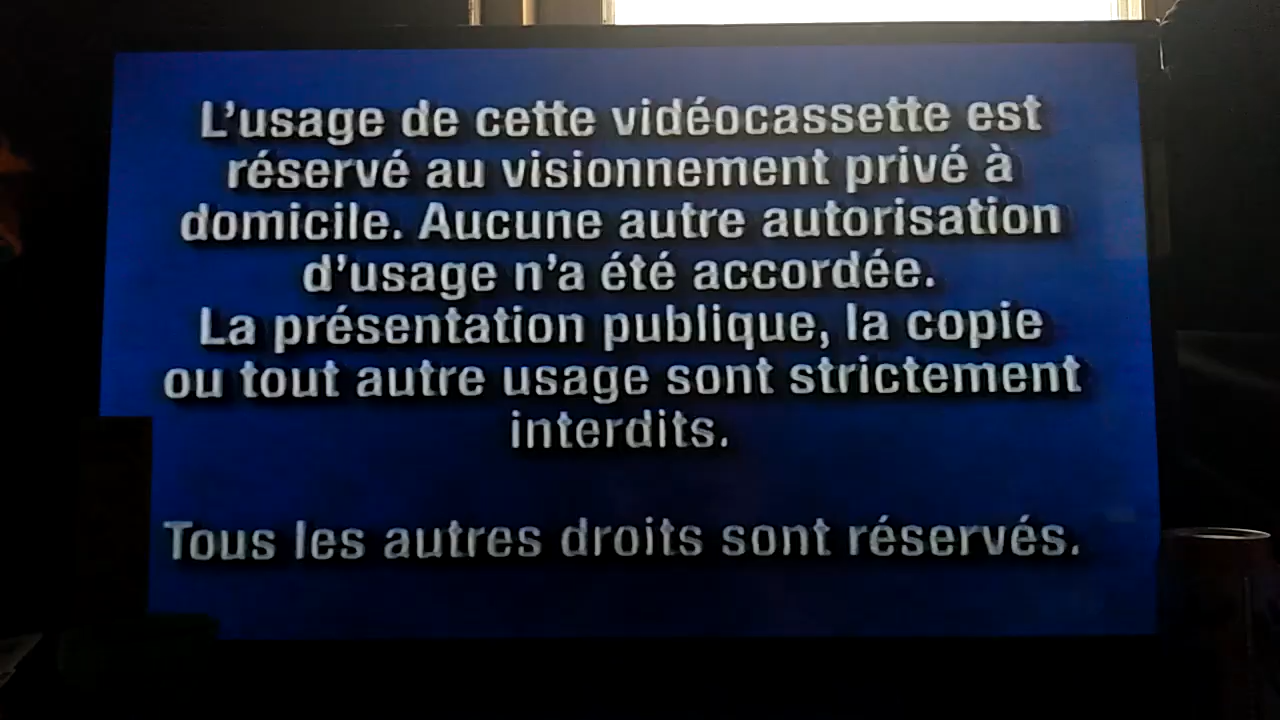 L'usage de cette vidéocassette est
réservé au visionnement privé à
domicile. Aucune autre autorisation
d'usage n'a été accordée.
La présentation publique, la copie
ou tout autre usage sont strictement
interdits.
Tous les autres droits sont réservés.